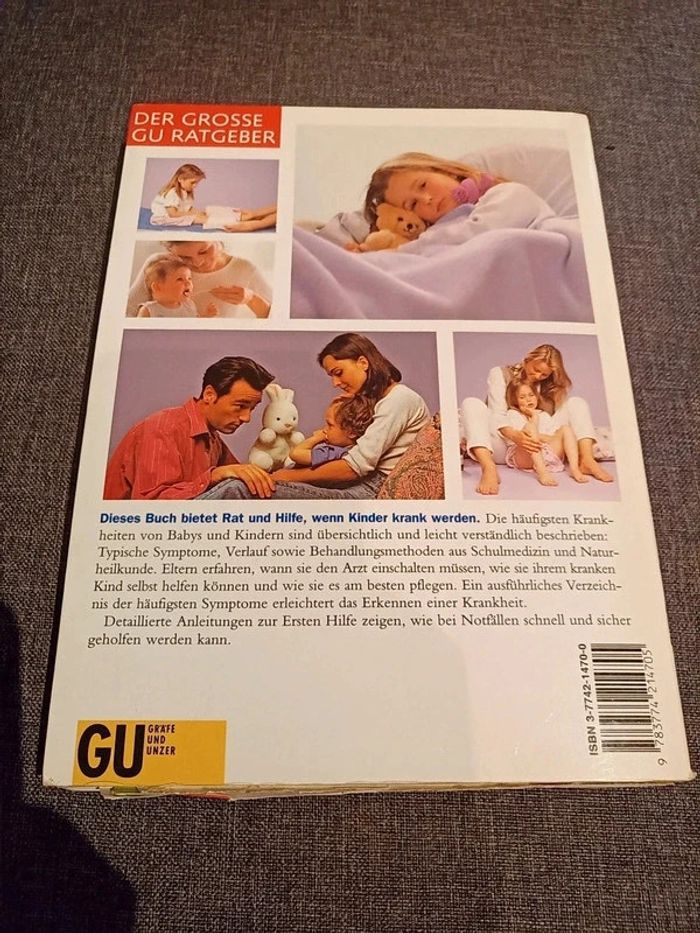 DER GROSSE
GU RATGEBER
Dieses Buch bietet Rat und Hilfe, wenn Kinder krank werden. Die häufigsten Krank-
heiten von Babys und Kindern sind übersichtlich und leicht verständlich beschrieben:
Typische Symptome, Verlauf sowie Behandlungsmethoden aus Schulmedizin und Natur-
heilkunde. Eltern erfahren, wann sie den Arzt einschalten müssen, wie sie ihrem kranken
Kind selbst helfen können und wie sie es am besten pflegen. Ein ausführliches Verzeich-
nis der häufigsten Symptome erleichtert das Erkennen einer Krankheit.
Detaillierte Anleitungen zur Ersten Hilfe zeigen, wie bei Notfällen schnell und sicher
geholfen werden kann.
ISBN 3-7742-1470-0
9 783774 214705
GU
GRÄFE
UND
UNZER